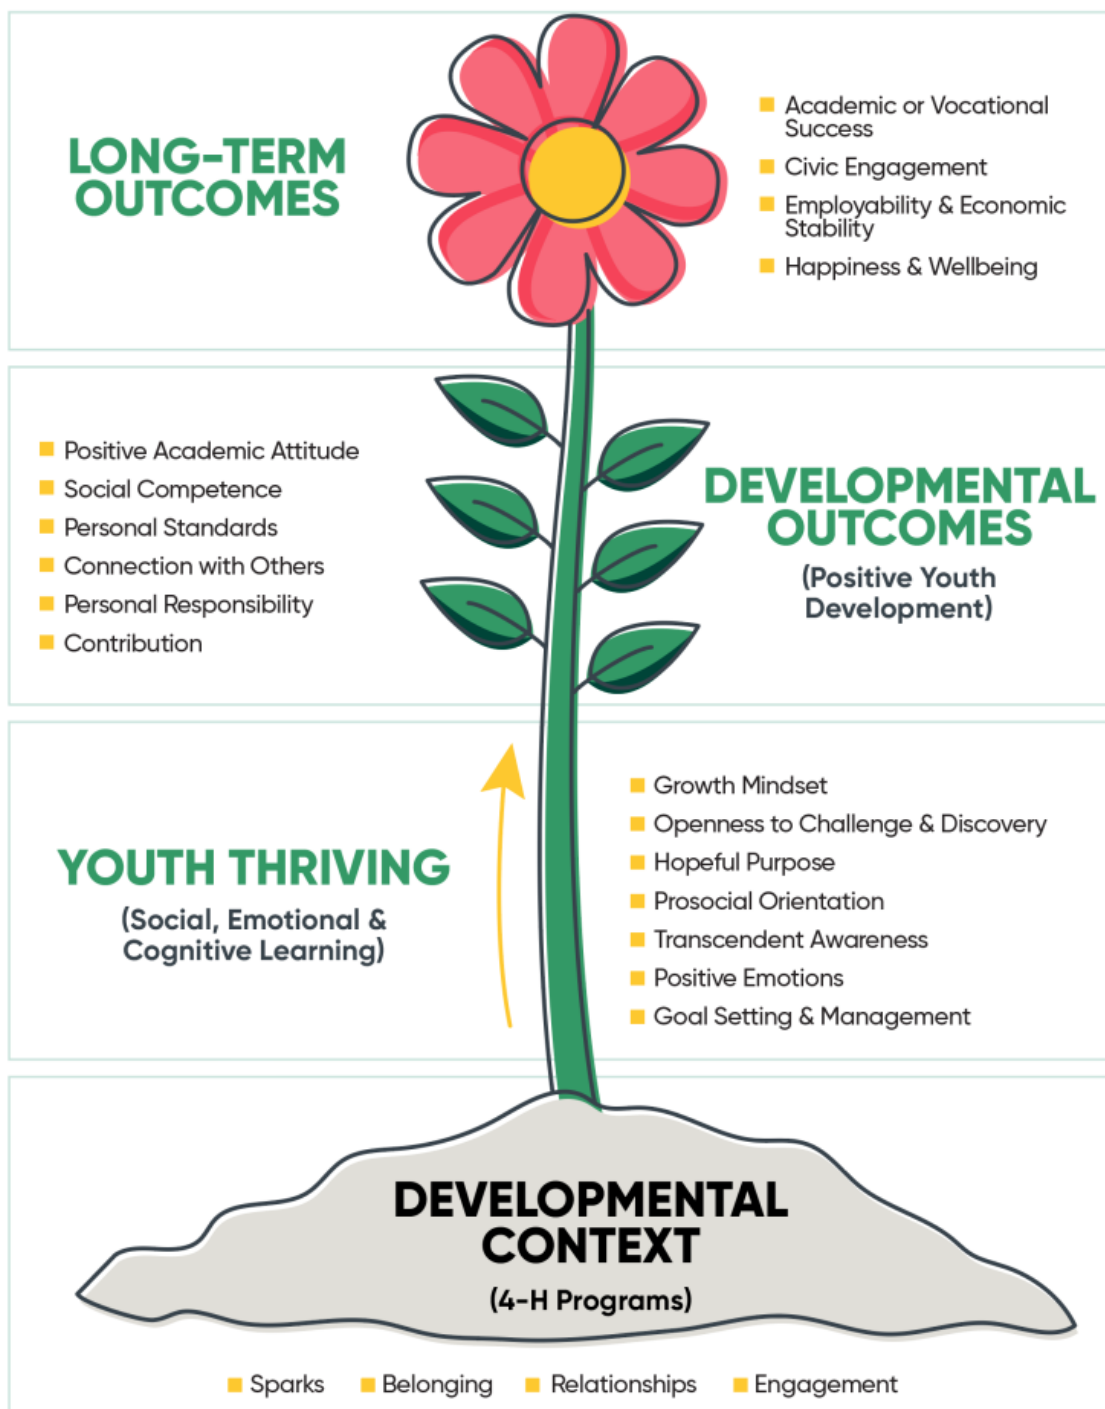 LONG-TERM
OUTCOMES
Academic or Vocational
Success
Civic Engagement
Employability & Economic
Stability
Happiness & Wellbeing
Positive Academic Attitude
Social Competence
Personal Standards
Connection with Others
Personal Responsibility
Contribution
DEVELOPMENTAL
OUTCOMES
(Positive Youth
Development)
YOUTH THRIVING
(Social, Emotional &
Cognitive Learning)
Growth Mindset
Openness to Challenge & Discovery
Hopeful Purpose
Prosocial Orientation
Transcendent Awareness
Positive Emotions
Goal Setting & Management
DEVELOPMENTAL
CONTEXT
(4-H Programs)
Sparks Belonging Relationships Engagement